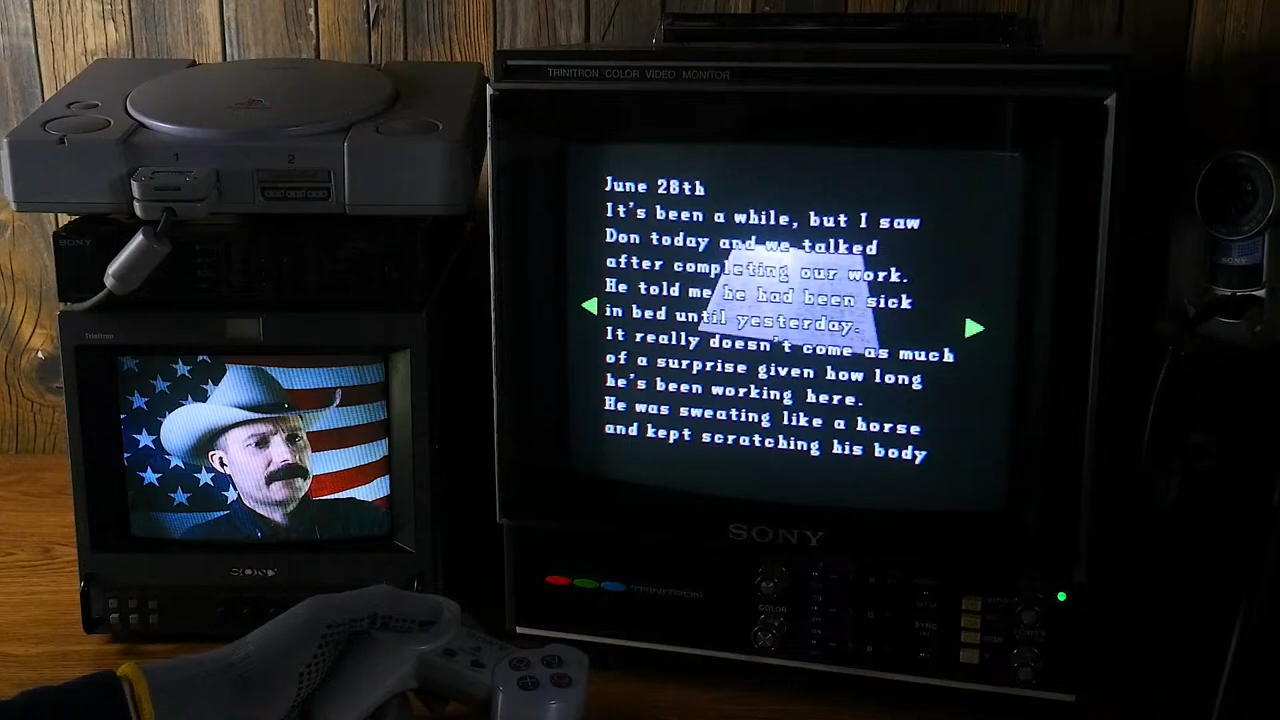 TRINITRON COLOR VIDEO MONITOR
1
2
SONY
Trinitron
SONY
June 28th
It's been a while, but I saw
Don today and we talked
after completing our work.
He told me he had been sick
in bed until yesterday.
It really doesn't come as much
of a surprise given how long
he's been working here.
He was sweating like a horse
and kept scratching his body
SONY
TRINITRON
COLOR
SYNC
SONY